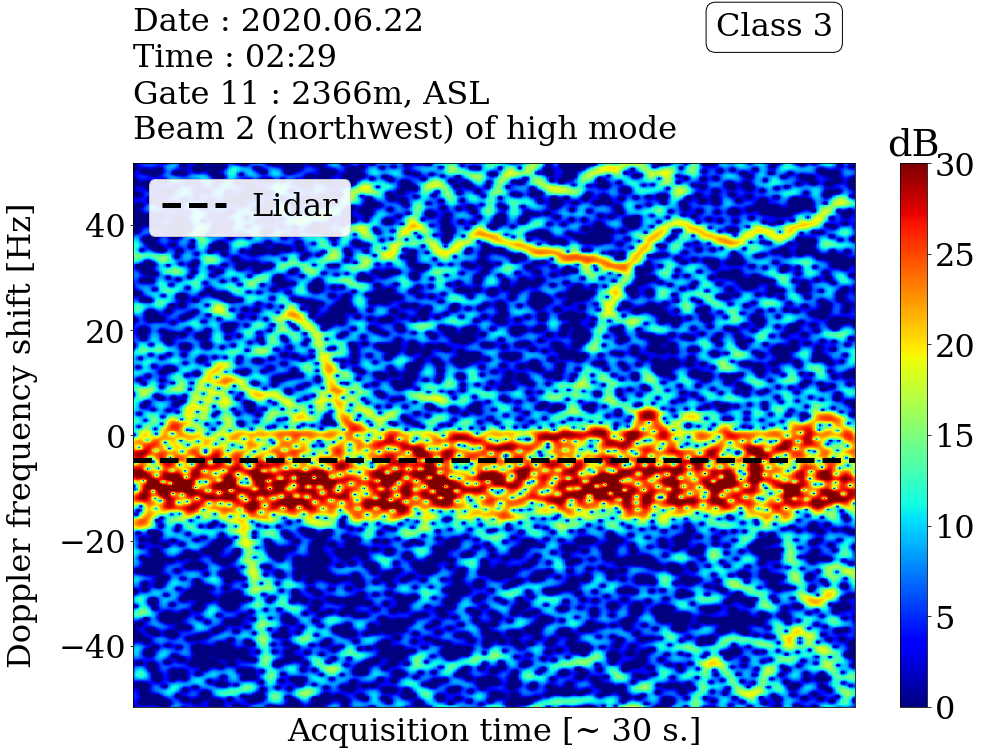 Date : 2020.06.22
Time : 02:29
Gate 11 : 2366m, ASL
Beam 2 (northwest) of high mode
Class 3
dB
Lidar
Doppler frequency shift [Hz]
40
20
0
−20
−40
Acquisition time [~ 30 s.]
30
25
20
15
10
5
0